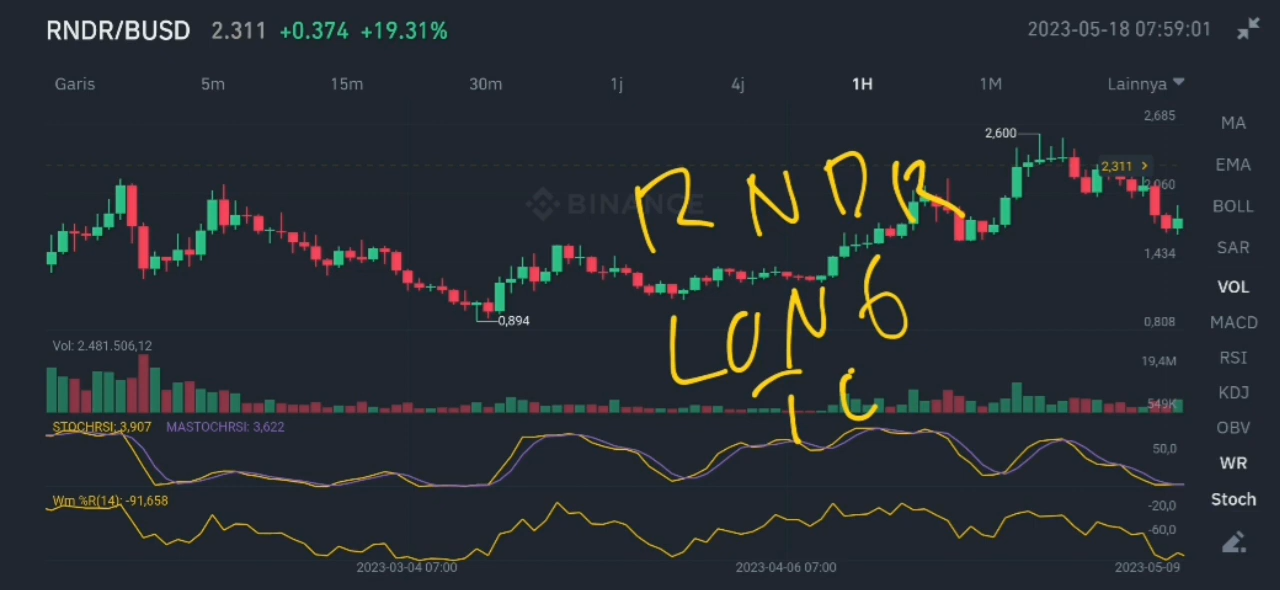 RNDR/BUSD 2.311 +0.374 +19.31% 2023-05-18 07:59:01
Garis 5m 15m 30m 1j 4j 1H 1M Lainnya
2,685
MA
2,600
2,311 >
EMA
2,060
RNDR
BINANCE
BOLL
1,434
SAR
VOL
LONG
0,894
0,808
MACD
Vol: 2.481.506,12
19,4M
RSI
TC
KDJ
549K
STOCHRSI: 3,907 MASTOCHRSI: 3,622
OBV
50,0
WR
Wm %R(14): -91,658
-20,0
Stoch
-60,0
2023-03-04 07:00 2023-04-06 07:00 2023-05-09